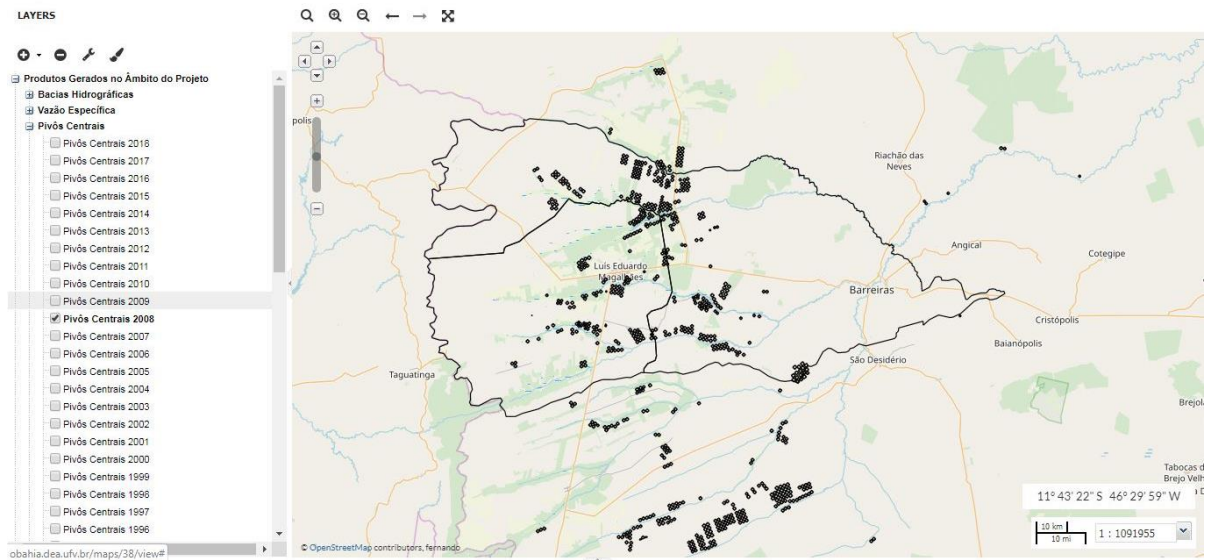 LAYERS
Produtos Gerados no Âmbito do Projeto
Bacias Hidrográficas
Vazão Específica
Pivôs Centrais
Pivôs Centrais 2018
Pivôs Centrais 2017
Pivôs Centrais 2016
Pivôs Centrais 2015
Pivôs Centrais 2014
Pivôs Centrais 2013
Pivôs Centrais 2012
Pivôs Centrais 2011
Pivôs Centrais 2010
Pivôs Centrais 2009
Pivôs Centrais 2008
Pivôs Centrais 2007
Pivôs Centrais 2006
Pivôs Centrais 2005
Pivôs Centrais 2004
Pivôs Centrais 2003
Pivôs Centrais 2002
Pivôs Centrais 2001
Pivôs Centrais 2000
Pivôs Centrais 1999
Pivôs Centrais 1998
Pivôs Centrais 1997
Pivôs Centrais 1996
obahia.dea.ufv.br/maps/38/view#
polis
Riachão das
Neves
Angical
Cotegipe
Luís Eduardo
Magalhães
Barreiras
Cristópolis
Baianópolis
São Desidério
Taguatinga
Brejola
Tabocas d
Brejo Velh
11° 43' 22" S 46° 29' 59" W
10 km
10 mi
1 : 1091955
© OpenStreetMap contributors, fernando